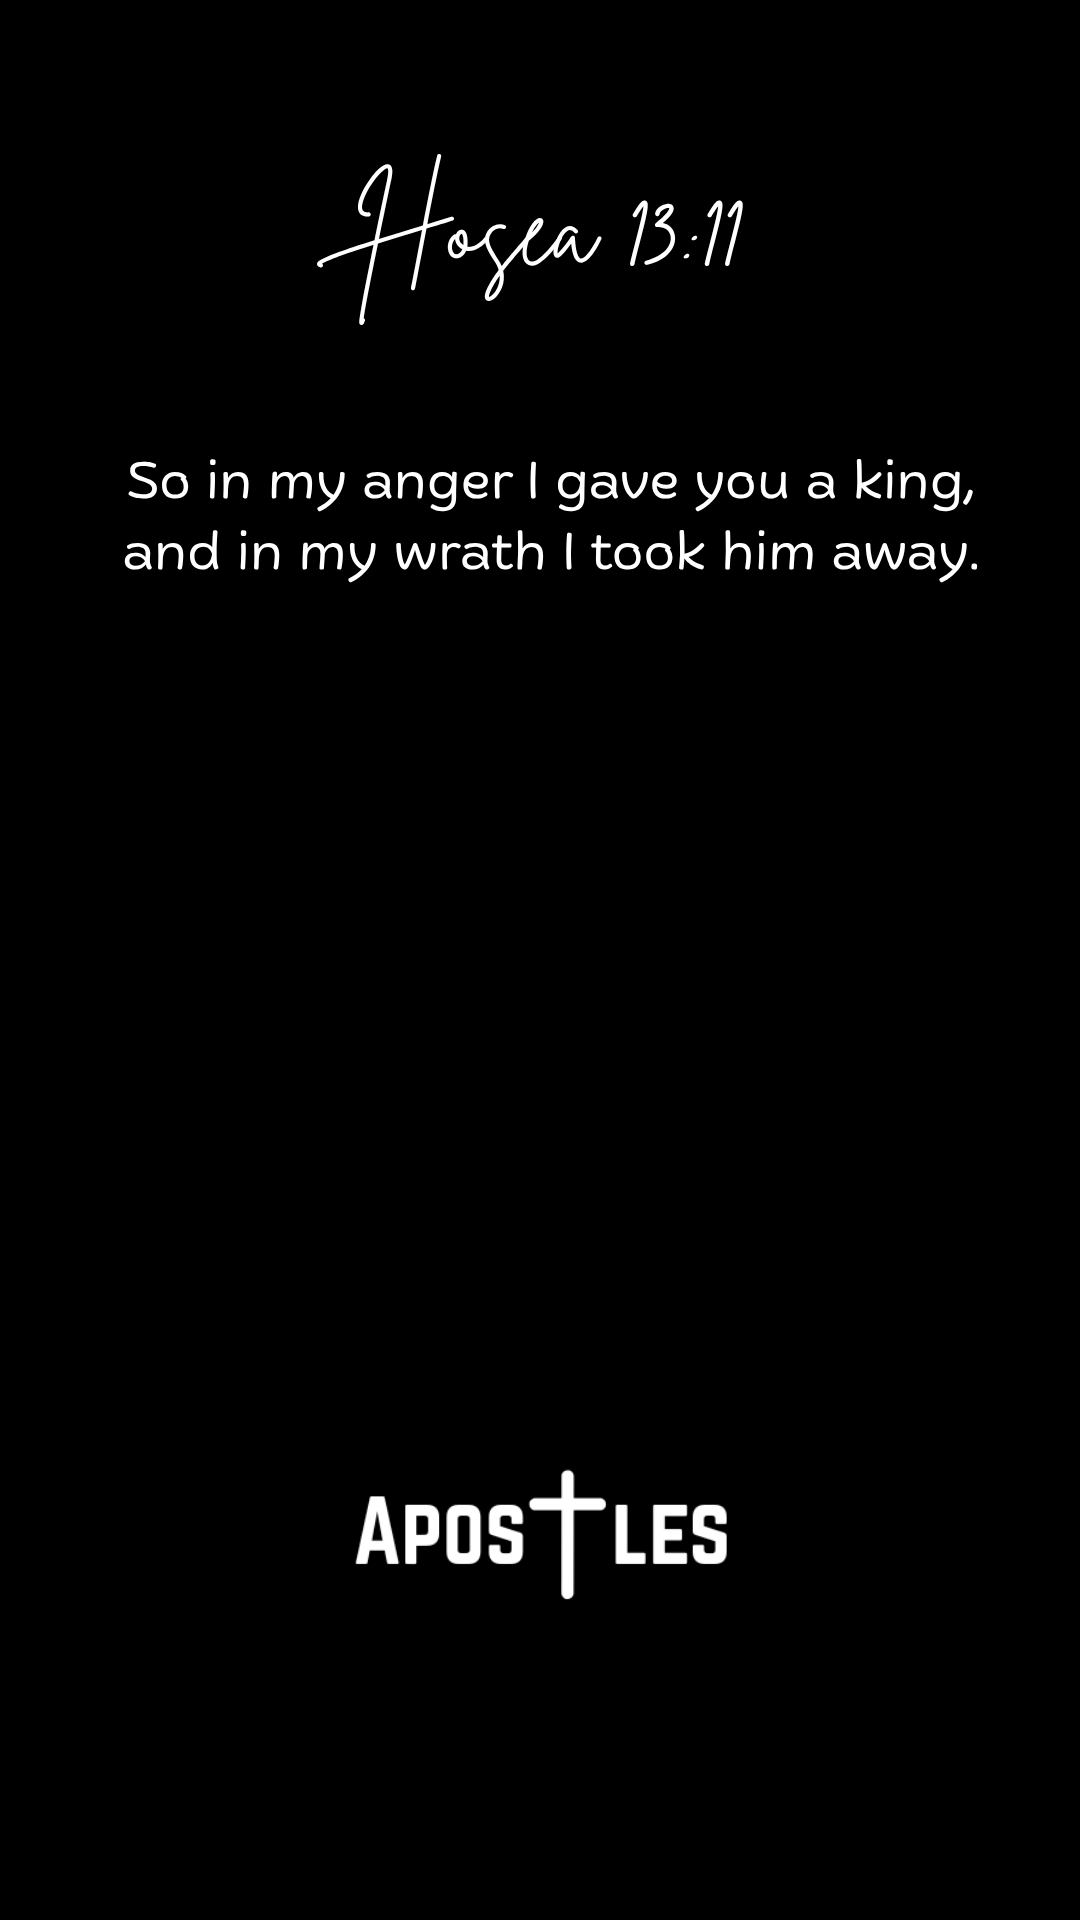 Hosea 13:11
So in my anger I gave you a king,
and in my wrath I took him away.
APOSTLES